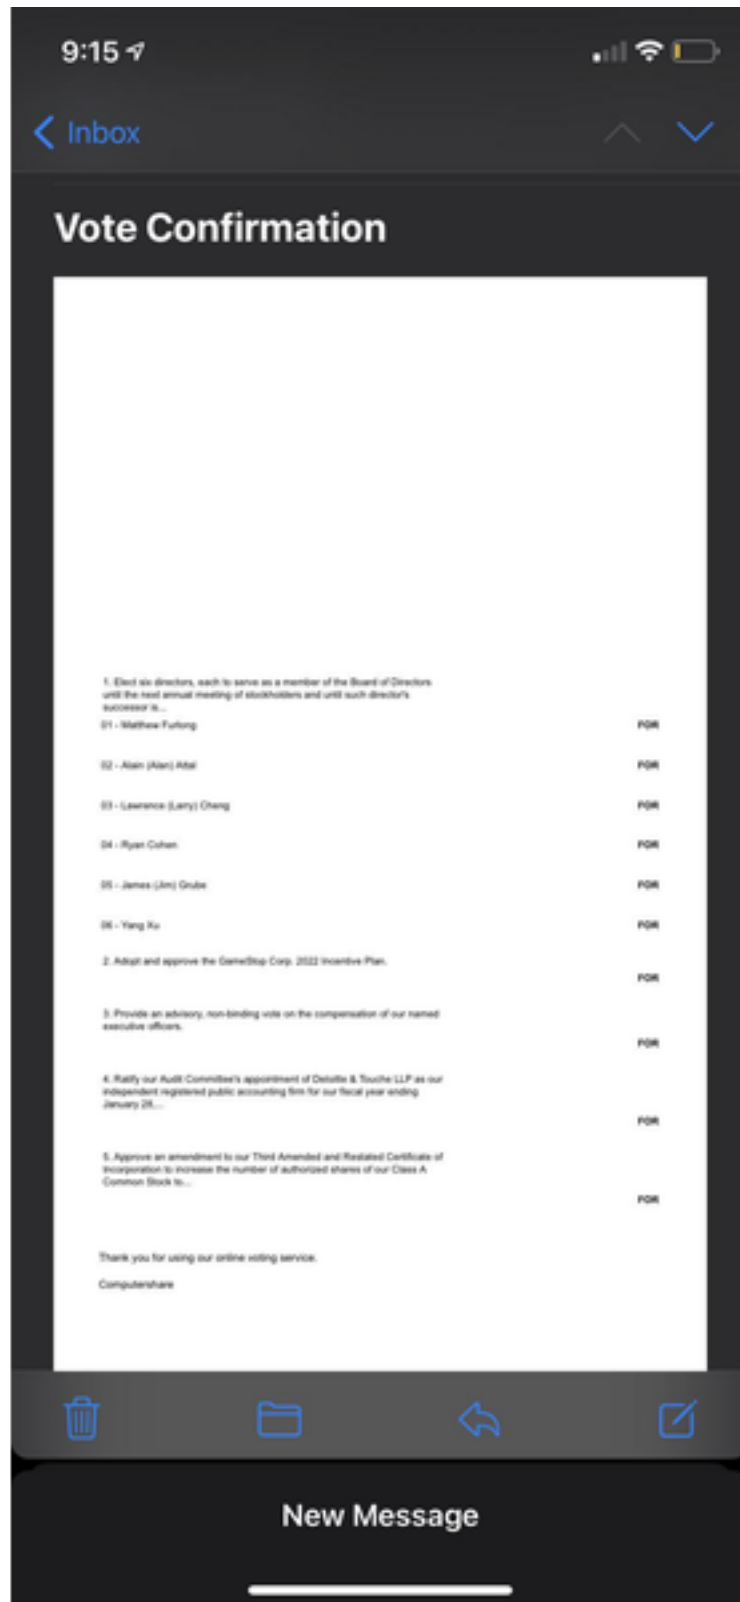 9:15
Inbox
Vote Confirmation
1. Elect six directors, each to serve as a member of the Board of Directors
until the next annual meeting of stockholders and until such director's
successor is...
01 - Matthew Furlong FOR
02 - Alain (Alan) Attal FOR
03 - Lawrence (Larry) Cheng FOR
04 - Ryan Cohen FOR
05 - James (Jim) Grube FOR
06 - Yang Xu FOR
2. Adopt and approve the GameStop Corp. 2022 Incentive Plan.
FOR
3. Provide an advisory, non-binding vote on the compensation of our named
executive officers.
FOR
4. Ratify our Audit Committee's appointment of Deloitte & Touche LLP as our
independent registered public accounting firm for our fiscal year ending
January 28,...
FOR
5. Approve an amendment to our Third Amended and Restated Certificate of
Incorporation to increase the number of authorized shares of our Class A
Common Stock to...
FOR
Thank you for using our online voting service.
Computershare
New Message